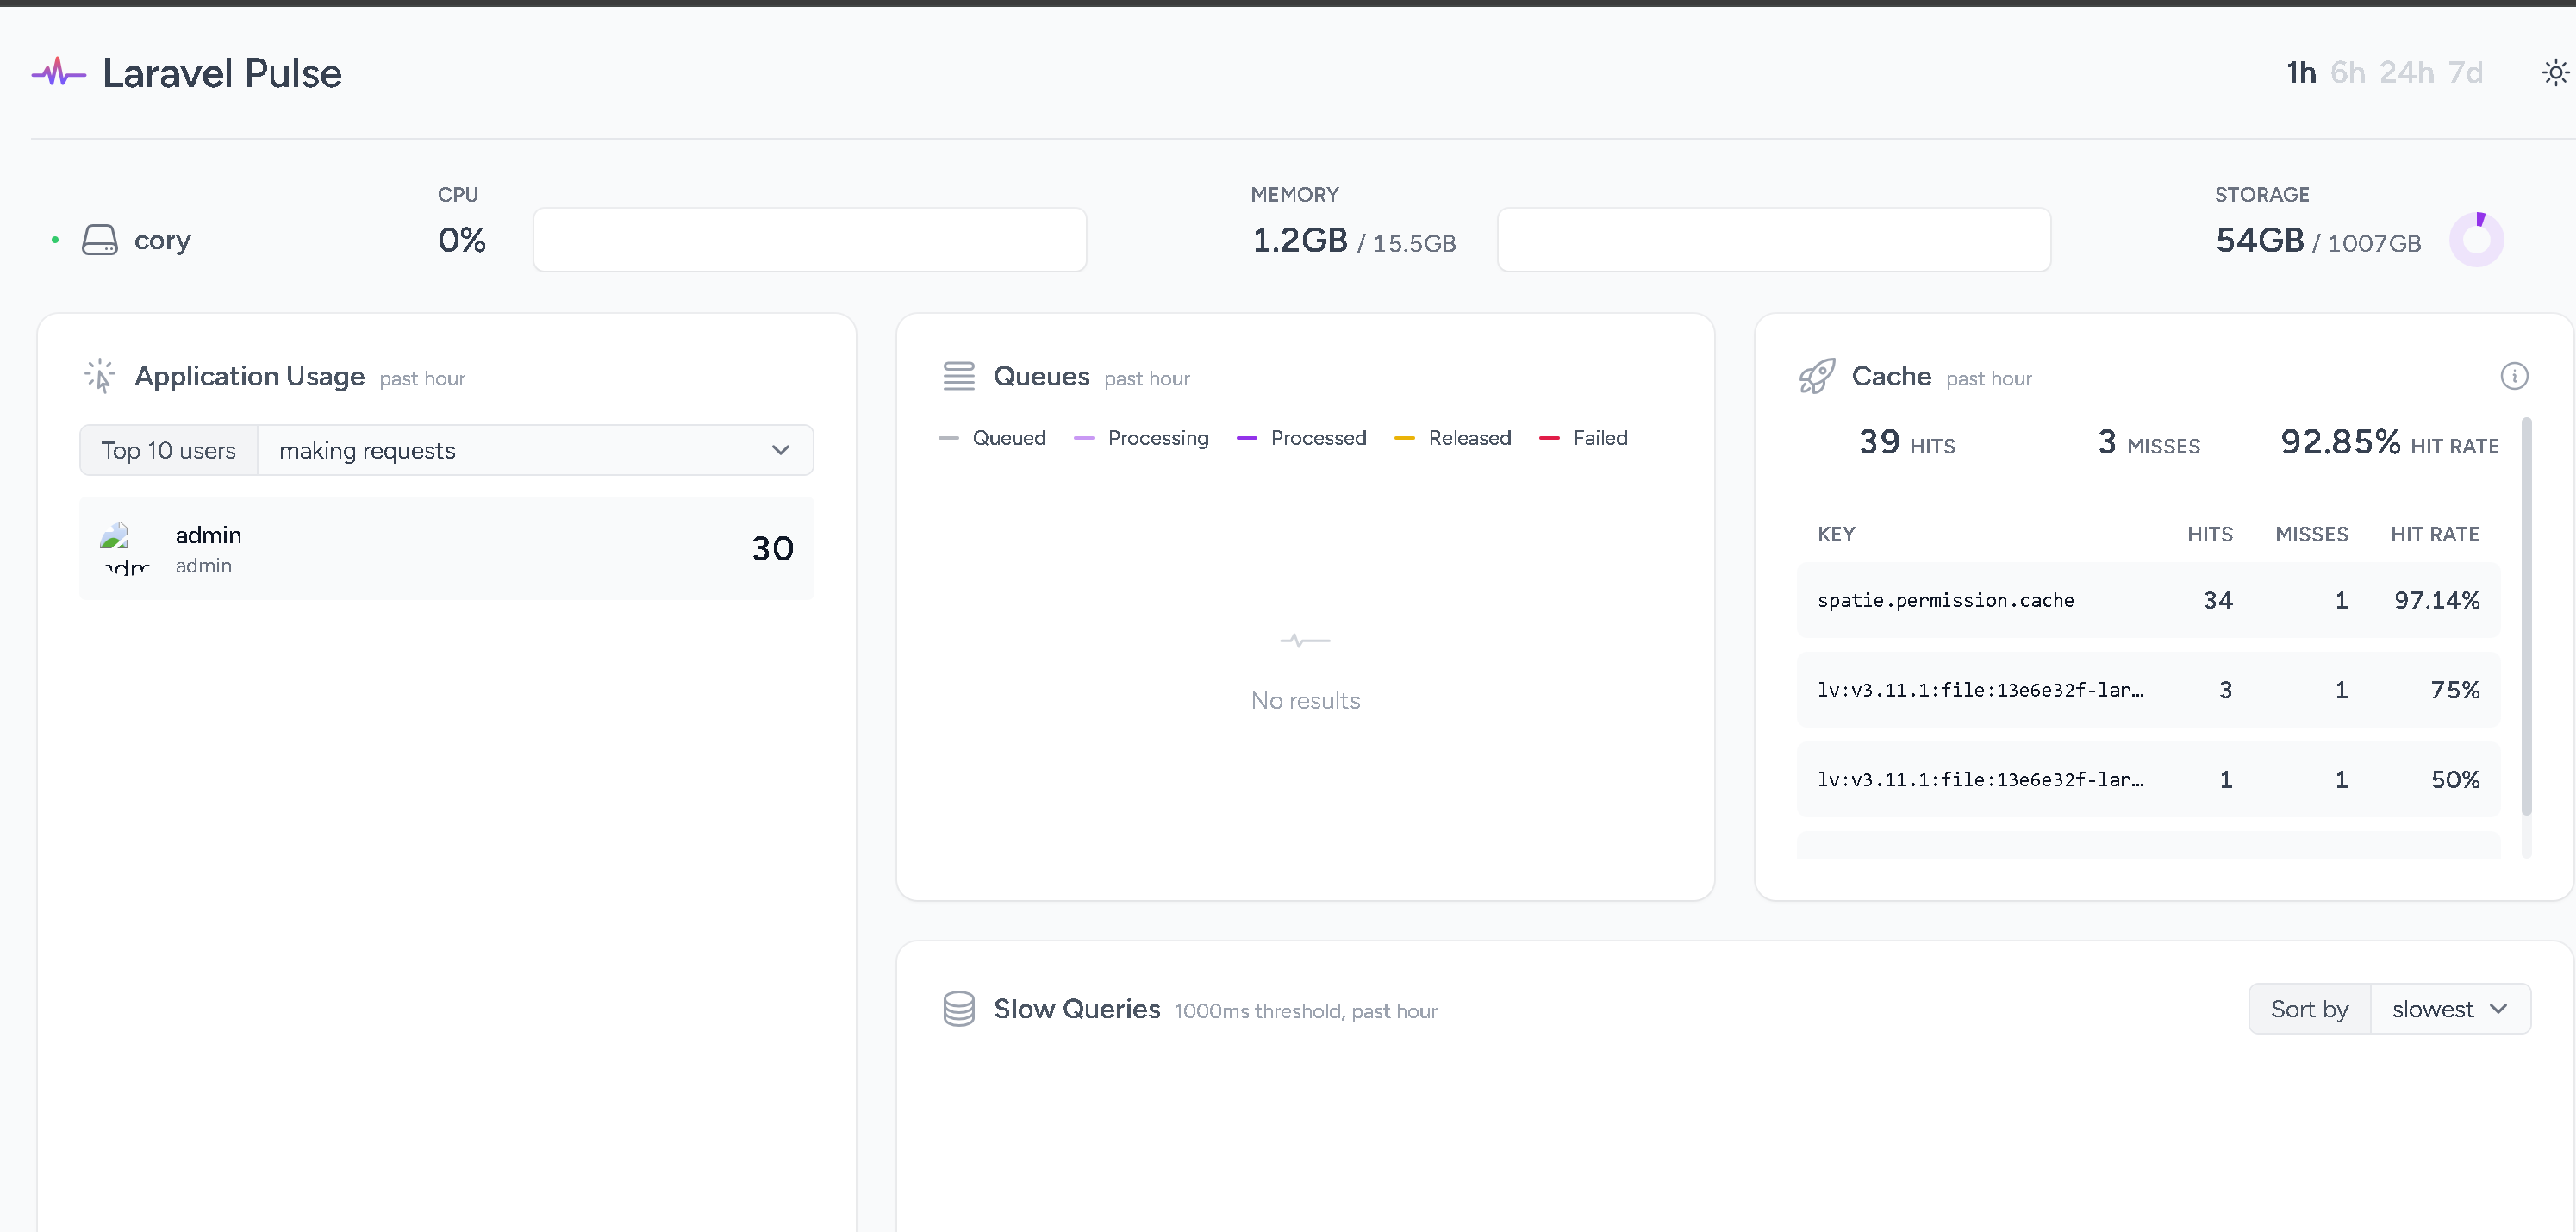 Laravel Pulse
1h 6h 24h 7d
cory
CPU
0%
MEMORY
1.2GB / 15.5GB
STORAGE
54GB / 1007GB
Application Usage past hour
Top 10 users making requests
admin
admin
30
Queues past hour
Queued Processing Processed Released Failed
No results
Cache past hour
39 HITS 3 MISSES 92.85% HIT RATE
KEY HITS MISSES HIT RATE
spatie.permission.cache 34 1 97.14%
lv:v3.11.1:file:13e6e32f-lar… 3 1 75%
lv:v3.11.1:file:13e6e32f-lar… 1 1 50%
Slow Queries 1000ms threshold, past hour
Sort by slowest